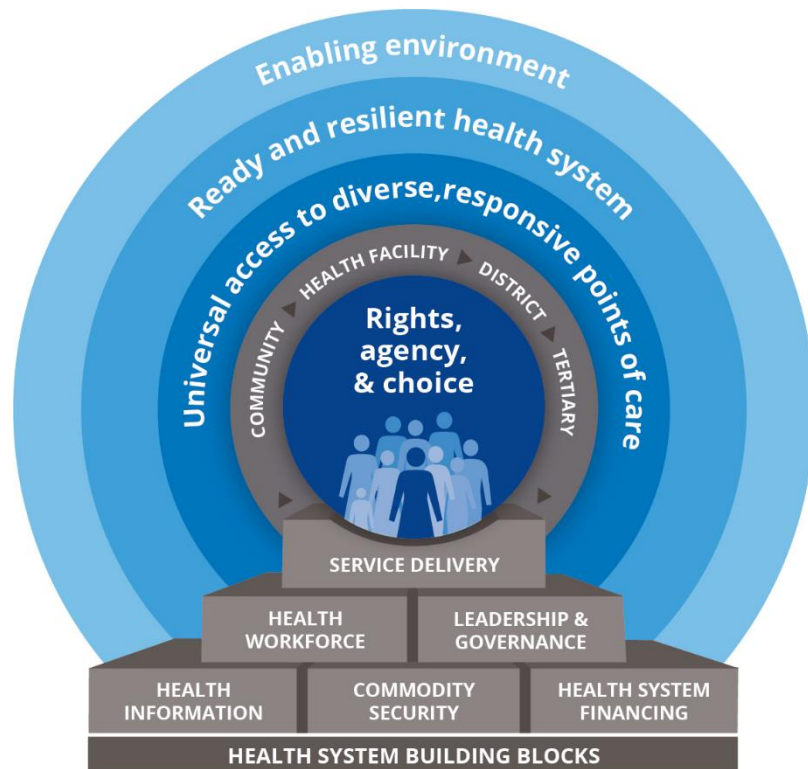 Enabling environment
Ready and resilient health system
Universal access to diverse,responsive points of care
COMMUNITY
HEALTH FACILITY
DISTRICT
TERTIARY
Rights,
agency,
& choice
SERVICE DELIVERY
HEALTH
WORKFORCE
LEADERSHIP &
GOVERNANCE
HEALTH
INFORMATION
COMMODITY
SECURITY
HEALTH SYSTEM
FINANCING
HEALTH SYSTEM BUILDING BLOCKS